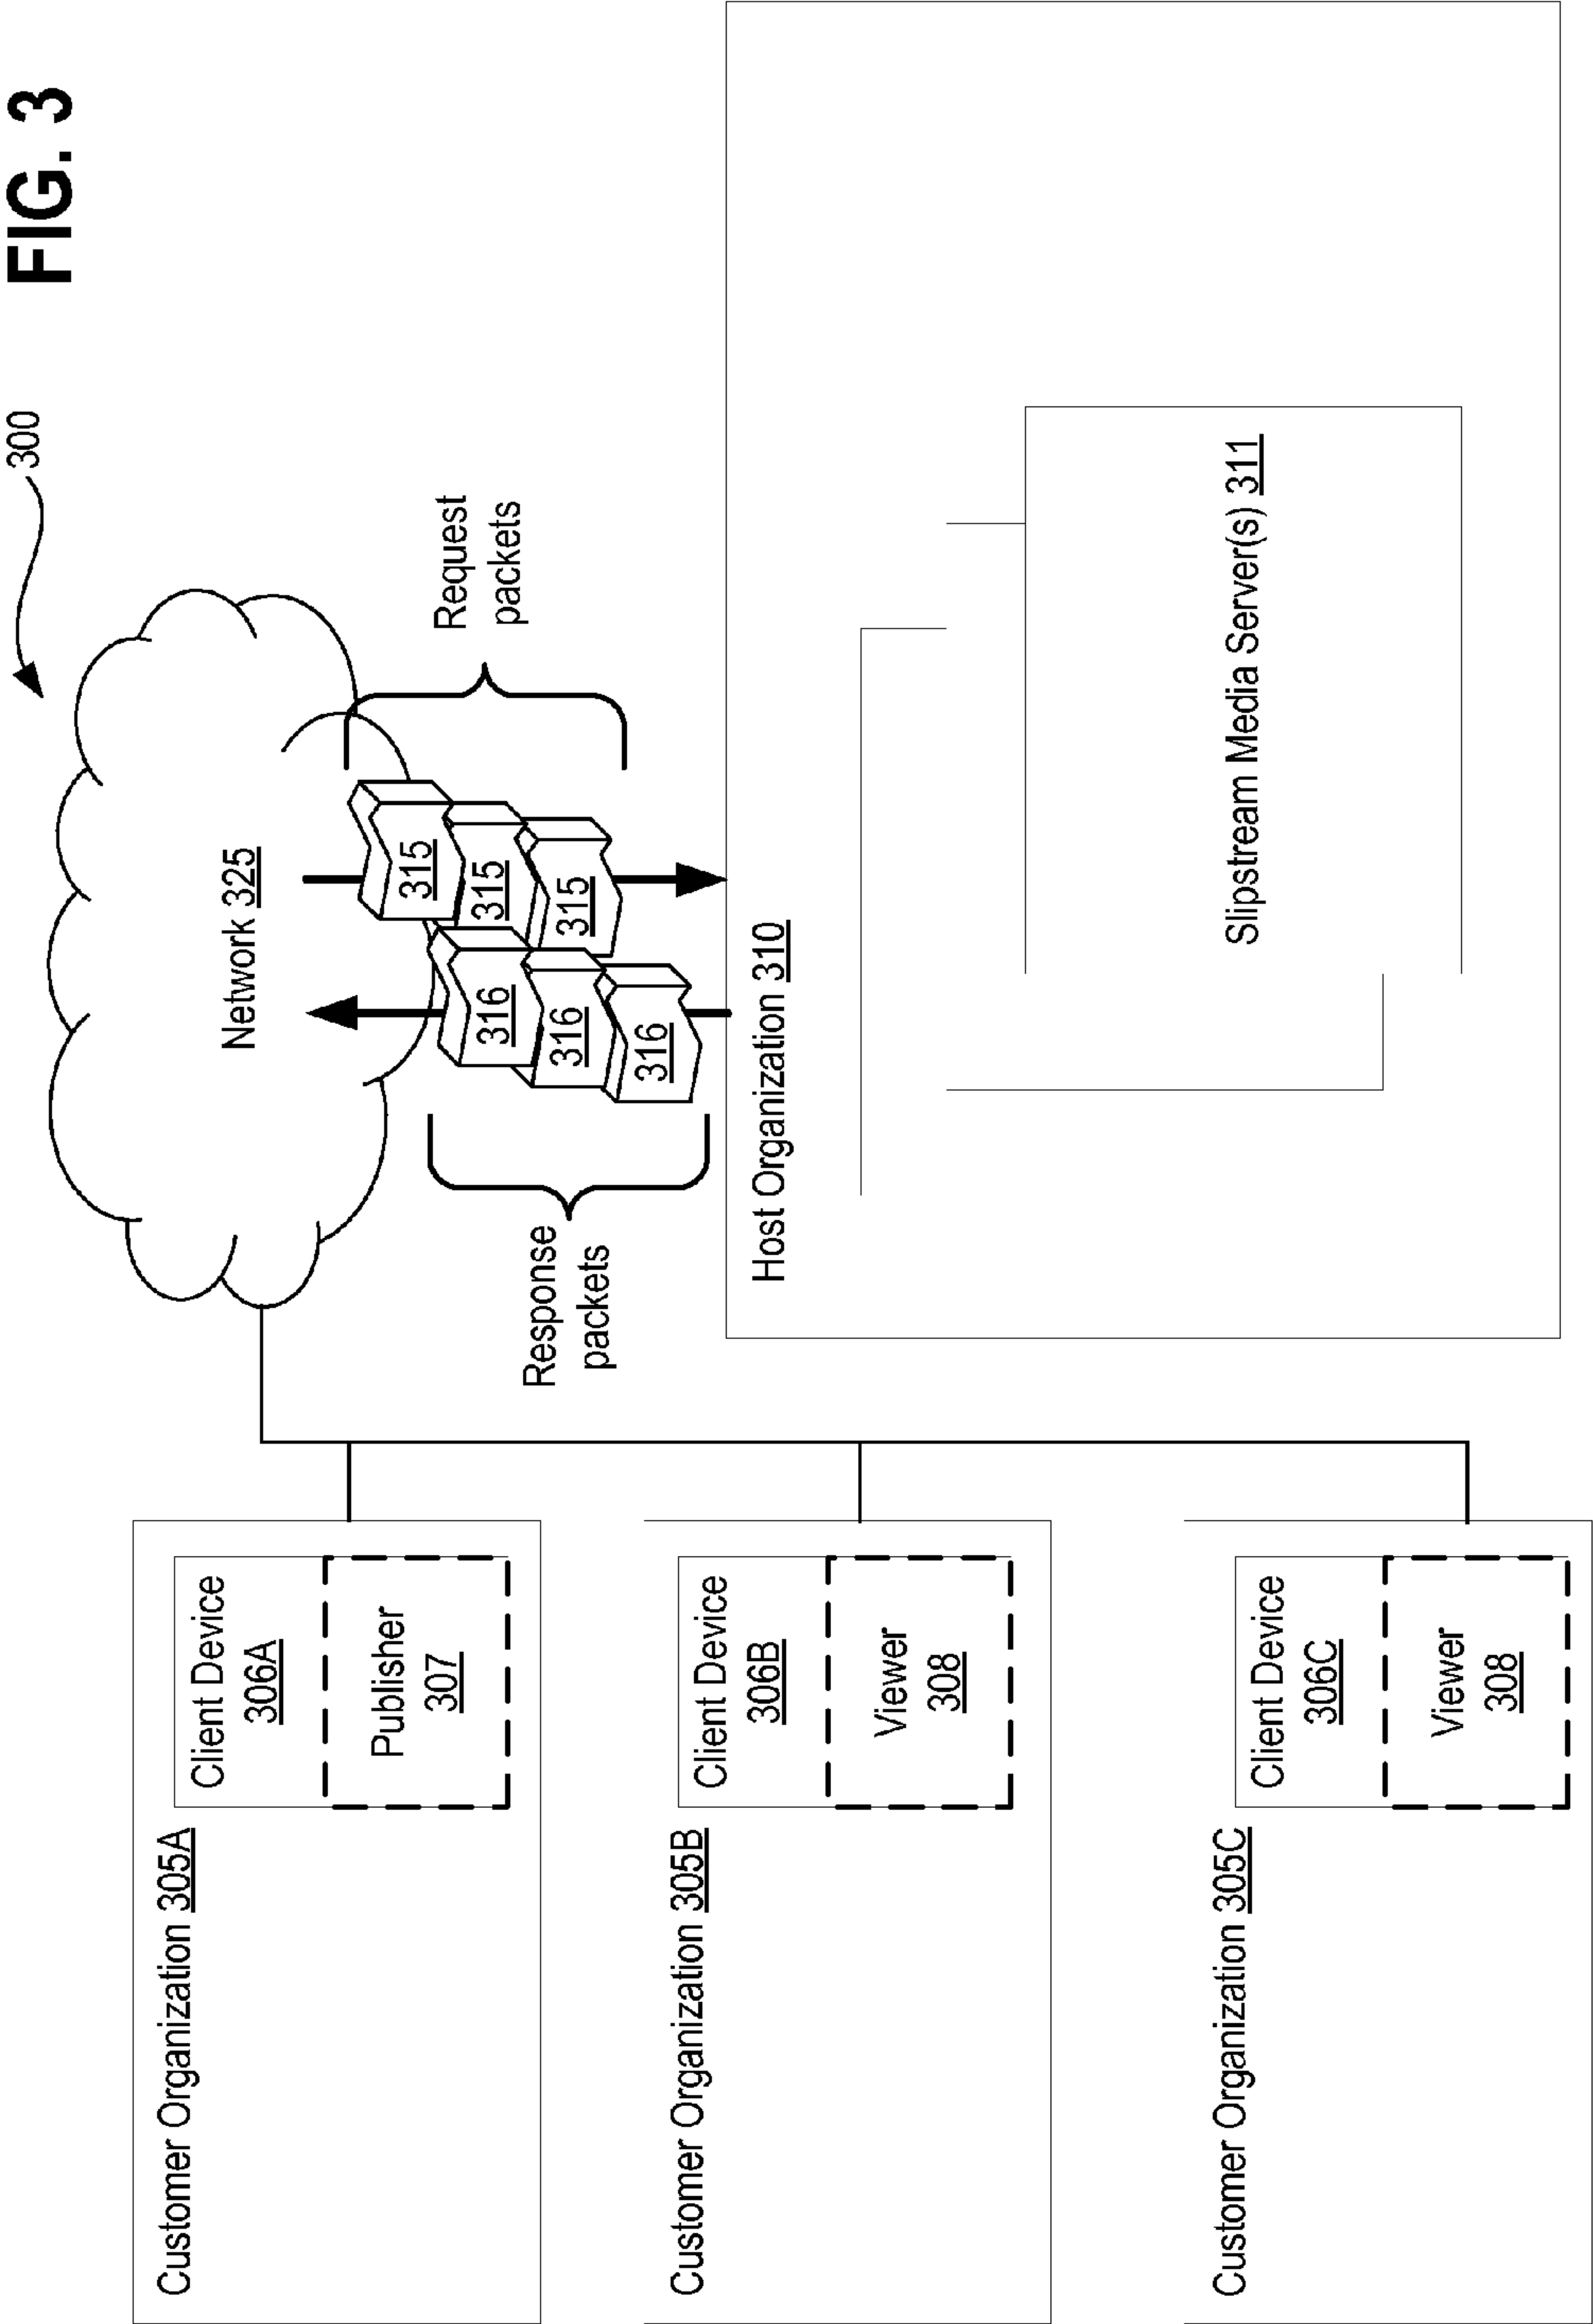 FIG. 3
300
Network 325
Request
packets
315
315
315
316
316
316
Response
packets
Host Organization 310
Slipstream Media Server(s) 311
Customer Organization 305A
Client Device
306A
Publisher
307
Customer Organization 305B
Client Device
306B
Viewer
308
Customer Organization 305C
Client Device
306C
Viewer
308